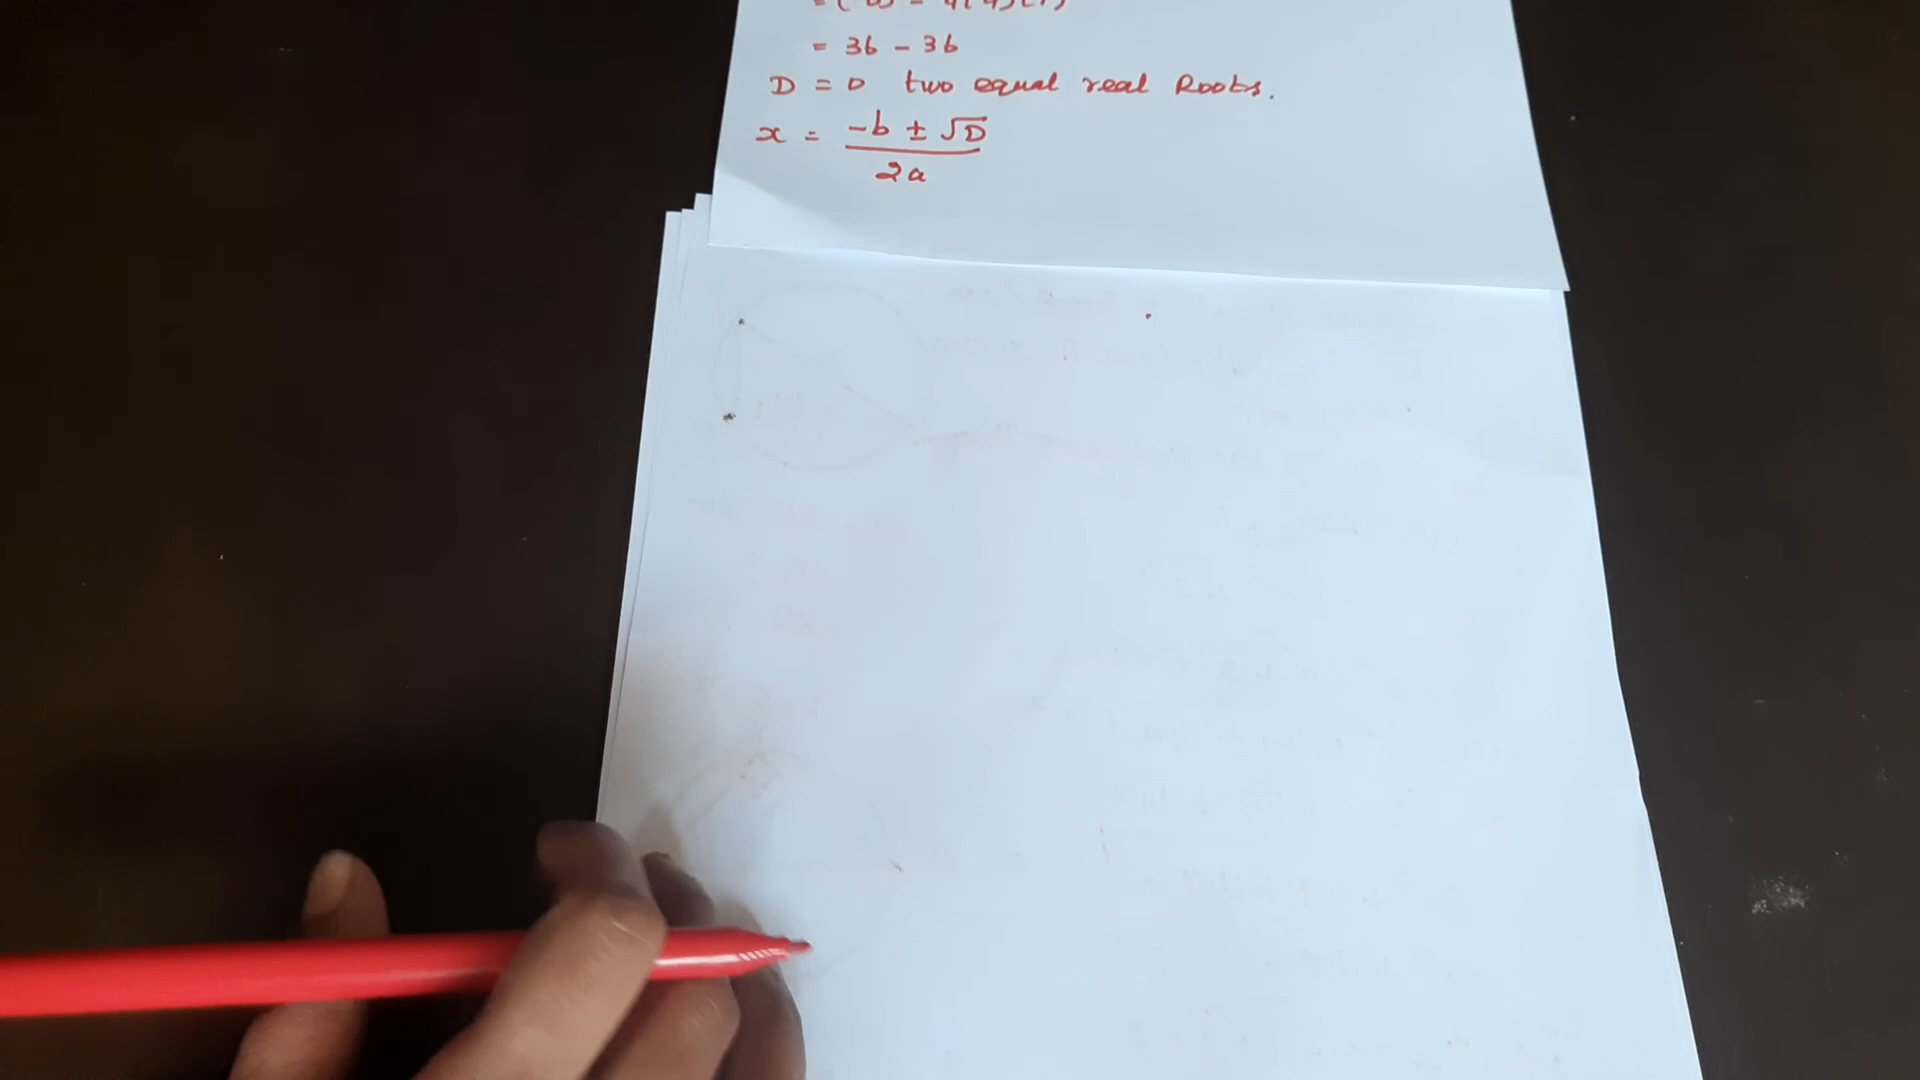 = 36 - 36
D = 0 two equal real Roots.
x = -b ± √D
2a